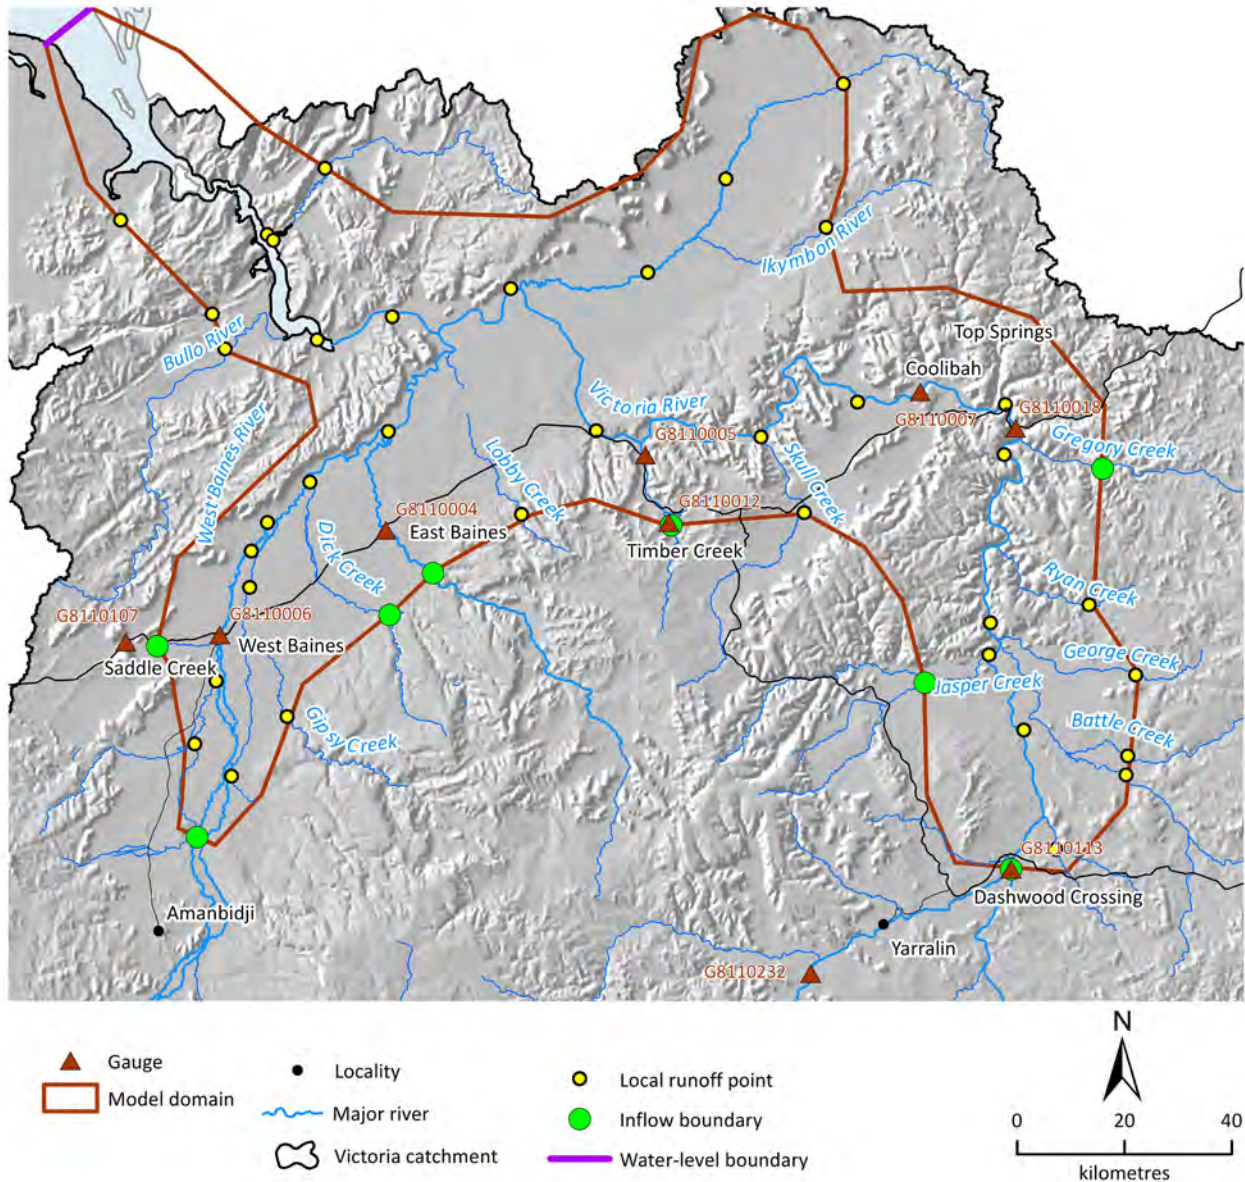 Ikymbon River
Bullo River
Top Springs
Coolibah
Victoria River
G8110007
G8110018
G8110005
Gregory Creek
West Baines River
Lobby Creek
Skull Creek
G8110004
G8110012
East Baines
Timber Creek
Dick Creek
Ryan Creek
G8110107
G8110006
West Baines
Saddle Creek
George Creek
Jasper Creek
Gipsy Creek
Battle Creek
G8110113
Dashwood Crossing
Amanbidji
Yarralin
G8110232
N
Gauge
Model domain
Locality
Major river
Victoria catchment
Local runoff point
Inflow boundary
Water-level boundary
0 20 40
kilometres